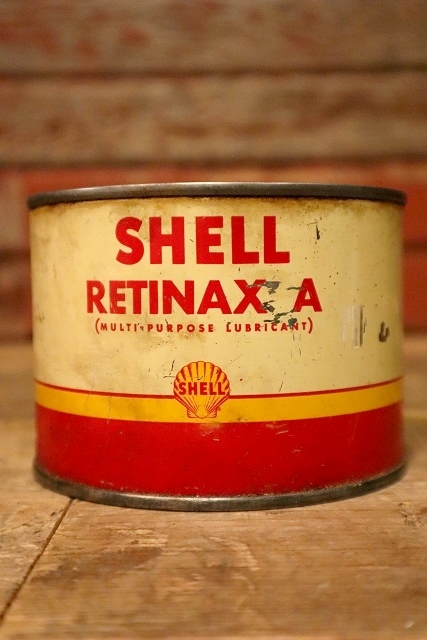 SHELL
RETINAX A
(MULTI-PURPOSE LUBRICANT)
SHELL